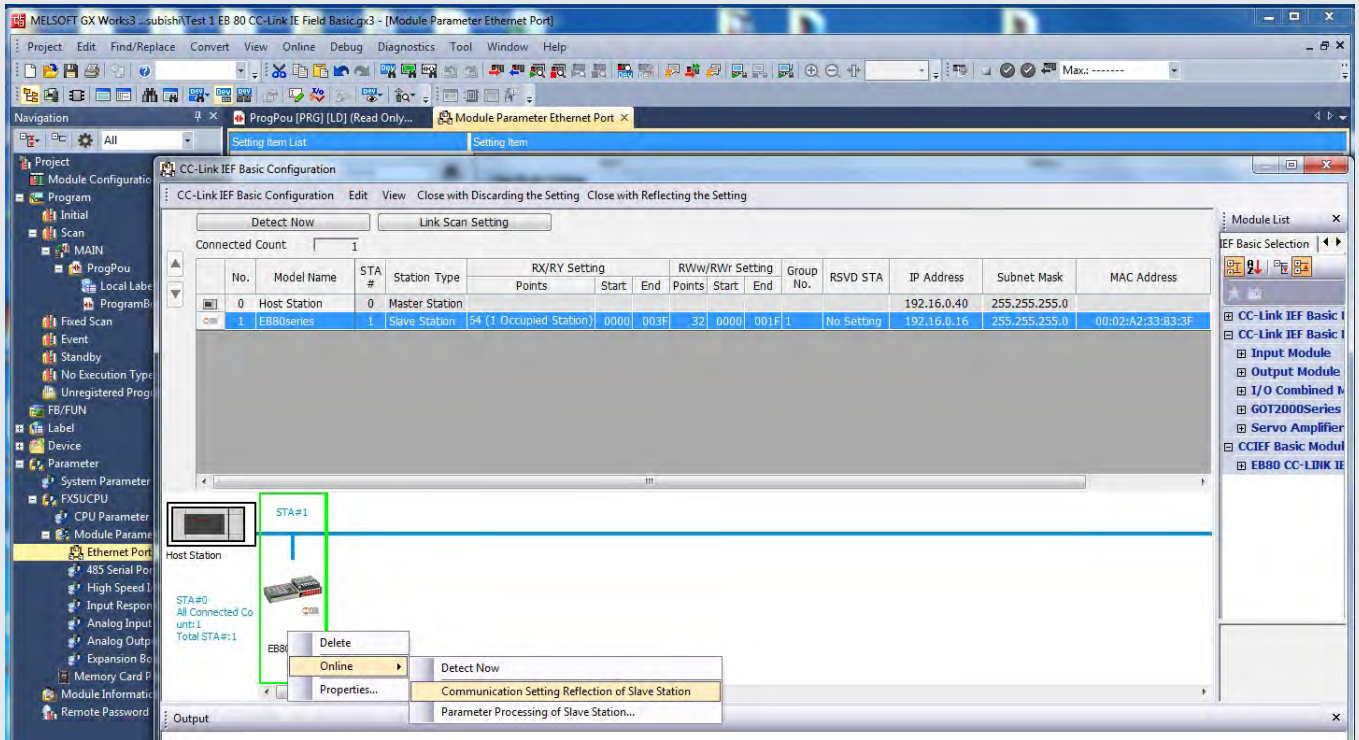 MELSOFT GX Works3 ...subishi\Test 1 EB 80 CC-Link IE Field Basic.gx3 - [Module Parameter Ethernet Port]
Project Edit Find/Replace Convert View Online Debug Diagnostics Tool Window Help
Max.: -------
Navigation
ProgPou [PRG] [LD] (Read Only...
Module Parameter Ethernet Port
All
Setting Item List
Setting Item
Project
Module Configuratio
Program
Initial
Scan
MAIN
ProgPou
Local Labe
ProgramB
Fixed Scan
Event
Standby
No Execution Type
Unregistered Progr
FB/FUN
Label
Device
Parameter
System Parameter
FX5UCPU
CPU Parameter
Module Parame
Ethernet Port
485 Serial Por
High Speed I
Input Respon
Analog Input
Analog Outp
Expansion Bo
Memory Card P
Module Informatio
Remote Password
CC-Link IEF Basic Configuration
CC-Link IEF Basic Configuration Edit View Close with Discarding the Setting Close with Reflecting the Setting
Detect Now
Link Scan Setting
Connected Count 1
No. Model Name STA # Station Type RX/RY Setting RWw/RWr Setting Group No. RSVD STA IP Address Subnet Mask MAC Address
Points Start End Points Start End
0 Host Station 0 Master Station 192.16.0.40 255.255.255.0
1 EB80series 1 Slave Station 54 (1 Occupied Station) 0000 003F 32 0000 001F 1 No Setting 192.16.0.16 255.255.255.0 00:02:A2:33:83:3F
Module List
IEF Basic Selection
CC-Link IEF Basic I
CC-Link IEF Basic I
Input Module
Output Module
I/O Combined M
GOT2000Series
Servo Amplifier
CCIEF Basic Modul
EB80 CC-LINK IE
STA#1
Host Station
STA#0
All Connected Co
unt:1
Total STA#:1
EB80
Delete
Online
Properties...
Detect Now
Communication Setting Reflection of Slave Station
Parameter Processing of Slave Station...
Output